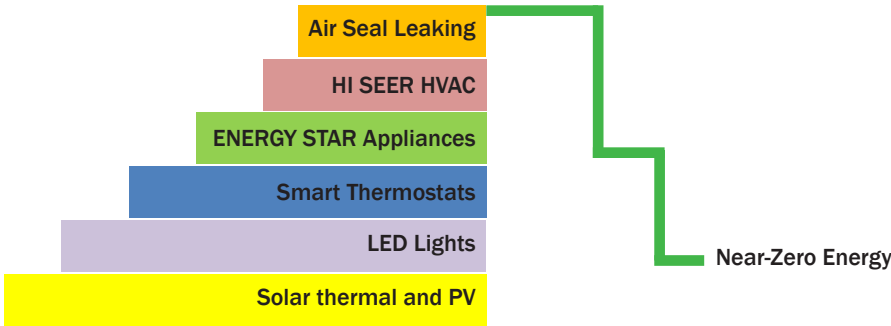 Air Seal Leaking
HI SEER HVAC
ENERGY STAR Appliances
Smart Thermostats
LED Lights
Near-Zero Energy
Solar thermal and PV